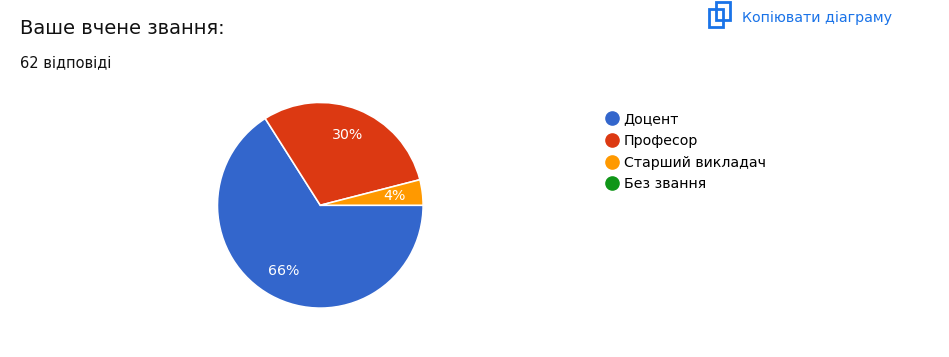 Ваше вчене звання:
Копіювати діаграму
62 відповіді
30%
4%
66%
Доцент
Професор
Старший викладач
Без звання